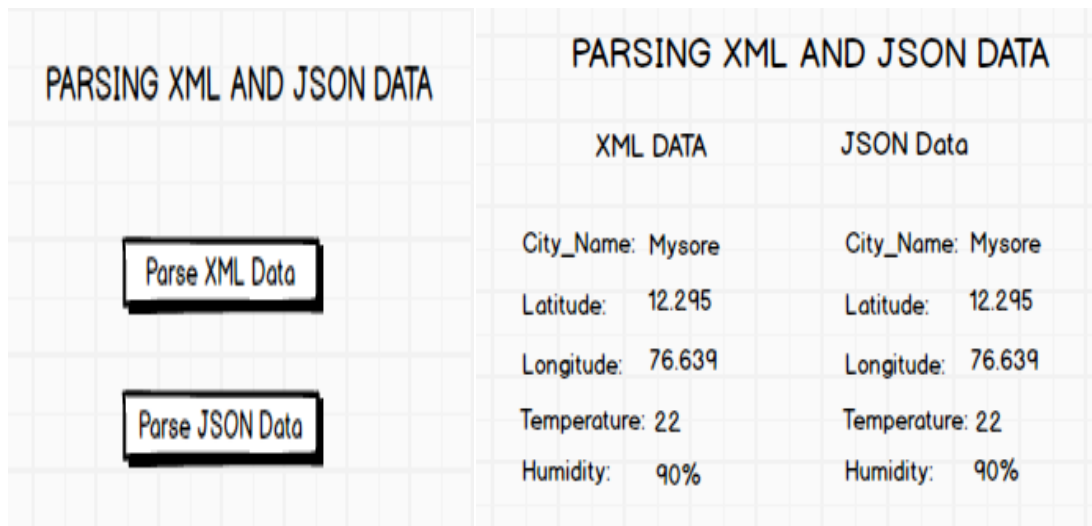 PARSING XML AND JSON DATA
Parse XML Data
Parse JSON Data
PARSING XML AND JSON DATA
XML DATA JSON Data
City_Name: Mysore City_Name: Mysore
Latitude: 12.295 Latitude: 12.295
Longitude: 76.639 Longitude: 76.639
Temperature: 22 Temperature: 22
Humidity: 90% Humidity: 90%